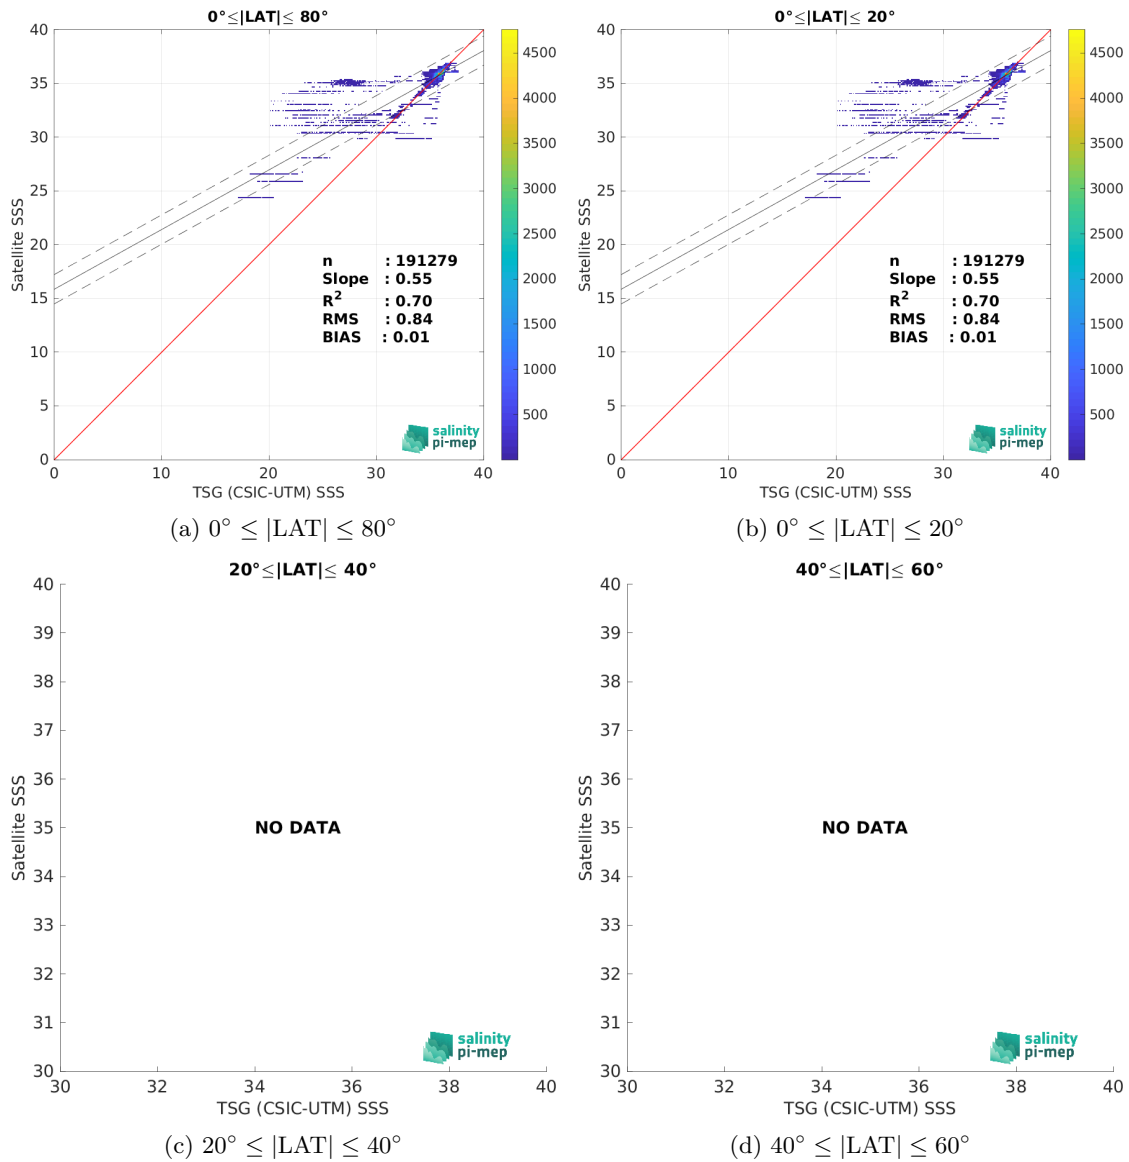 0°≤|LAT|≤ 80°
40
35
30
25
20
15
10
5
0
0
10
20
30
40
Satellite SSS
TSG (CSIC-UTM) SSS
n : 191279
Slope : 0.55
R² : 0.70
RMS : 0.84
BIAS : 0.01
salinity
pi-mep
4500
4000
3500
3000
2500
2000
1500
1000
500
(a) 0° ≤ |LAT| ≤ 80°
0°≤|LAT|≤ 20°
40
35
30
25
20
15
10
5
0
0
10
20
30
40
Satellite SSS
TSG (CSIC-UTM) SSS
n : 191279
Slope : 0.55
R² : 0.70
RMS : 0.84
BIAS : 0.01
salinity
pi-mep
4500
4000
3500
3000
2500
2000
1500
1000
500
(b) 0° ≤ |LAT| ≤ 20°
20°≤|LAT|≤ 40°
40
39
38
37
36
35
34
33
32
31
30
30
32
34
36
38
40
Satellite SSS
TSG (CSIC-UTM) SSS
NO DATA
salinity
pi-mep
(c) 20° ≤ |LAT| ≤ 40°
40°≤|LAT|≤ 60°
40
39
38
37
36
35
34
33
32
31
30
30
32
34
36
38
40
Satellite SSS
TSG (CSIC-UTM) SSS
NO DATA
salinity
pi-mep
(d) 40° ≤ |LAT| ≤ 60°